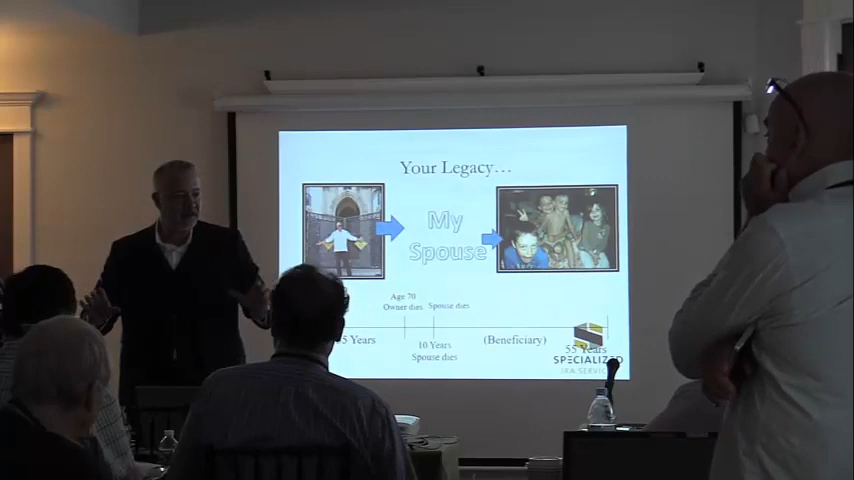 Your Legacy...
My
Spouse
Age 70
Owner dies
Spouse dies
5 Years
10 Years
Spouse dies
(Beneficiary)
55 Years
SPECIALIZED
IRA SERVICES